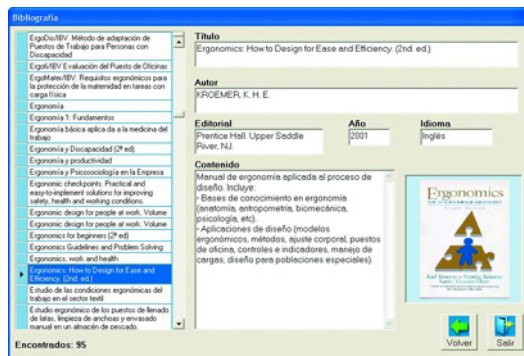 Bibliografía
ErgoDis/IBV. Método de adaptación de
Puestos de Trabajo para Personas con
Discapacidad
Ergofi/IBV Evaluación del Puesto de Oficinas
ErgoMater/IBV. Requisitos ergonómicos para
la protección de la maternidad en tareas con
carga física
Ergonomía
Ergonomía 1: Fundamentos
Ergonomía básica aplica da a la medicina del
trabajo
Ergonomía y Discapacidad (2ª ed).
Ergonomía y productividad
Ergonomía y Psicosociología en la Empresa
Ergonomic checkpoints. Practical and
easy-to-implement solutions for improving
safety, health and working conditions.
Ergonomic design for people at work. Volume
Ergonomic design for people at work. Volume
Ergonomics for beginners (2ª ed)
Ergonomics Guidelines and Problem Solving
Ergonomics, work and health
Ergonomics: How to Design for Ease and
Efficiency. (2nd. ed.)
Estudio de las condiciones ergonómicas del
trabajo en el sector textil
Estudio ergonómico de los puestos de llenado
de latas, limpieza de anchoas y envasado
manual en un almacén de pescado.
Encontrados: 95
Título
Ergonomics: How to Design for Ease and Efficiency. (2nd. ed.)
Autor
KROEMER, K. H. E.
Editorial
Año
Idioma
Prentice Hall. Upper Saddle
River, NJ.
2001
Inglés
Contenido
Manual de ergonomía aplicada al proceso de
diseño. Incluye:
- Bases de conocimiento en ergonomía
(anatomía, antropometría, biomecánica,
psicología, etc).
- Aplicaciones de diseño (modelos
ergonómicos, métodos, ajuste corporal, puestos
de oficina, controles e indicadores, manejo de
cargas, diseño para poblaciones especiales).
Ergonomics
Volver
Salir